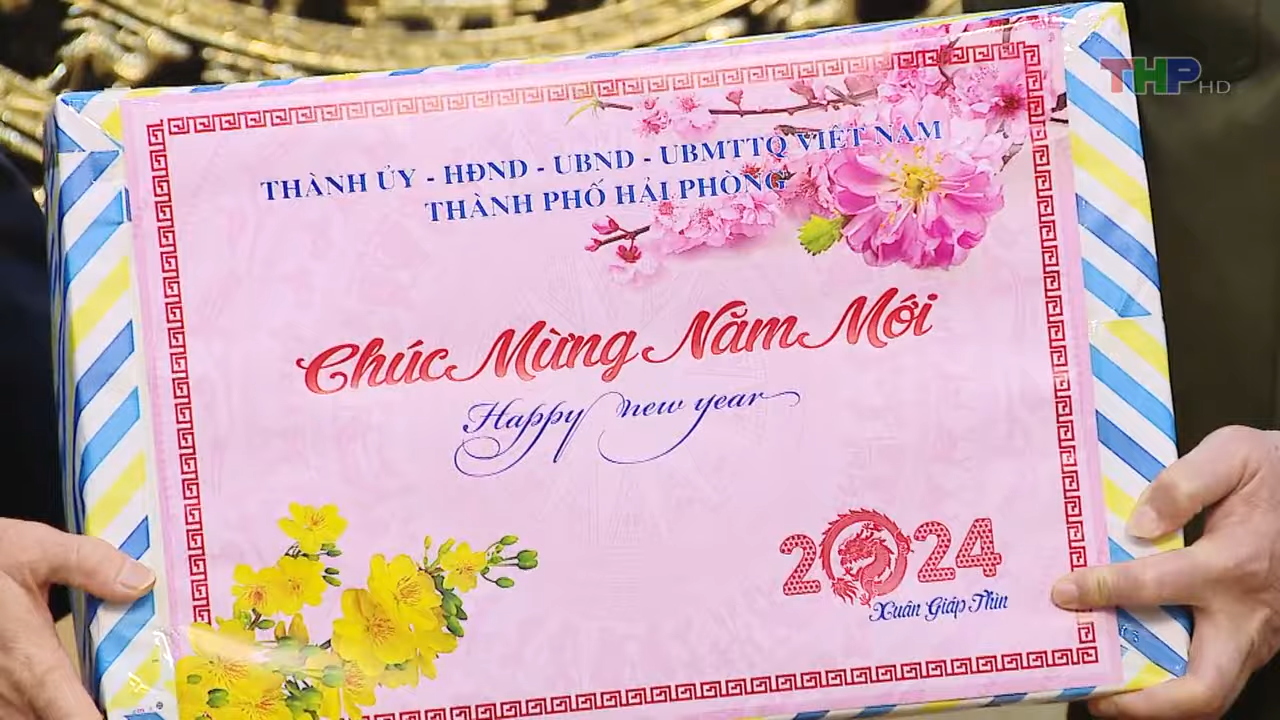 THP HD
THÀNH ỦY - HĐND - UBND - UBMTTQ VIỆT NAM
THÀNH PHỐ HẢI PHÒNG
Chúc Mừng Năm Mới
Happy new year
2024
Xuân Giáp Thìn